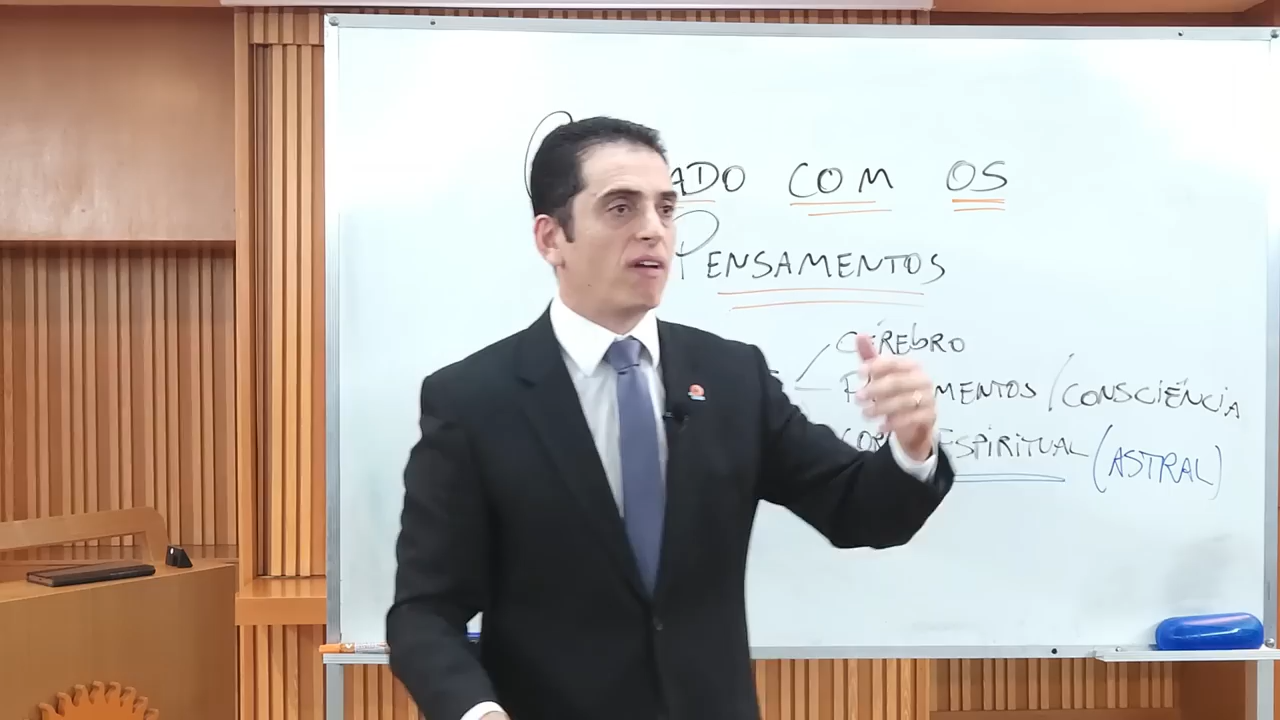 ADO COM OS
PENSAMENTOS
CÉREBRO
MENTOS / CONSCIÊNCIA
ESPIRITUAL (ASTRAL)